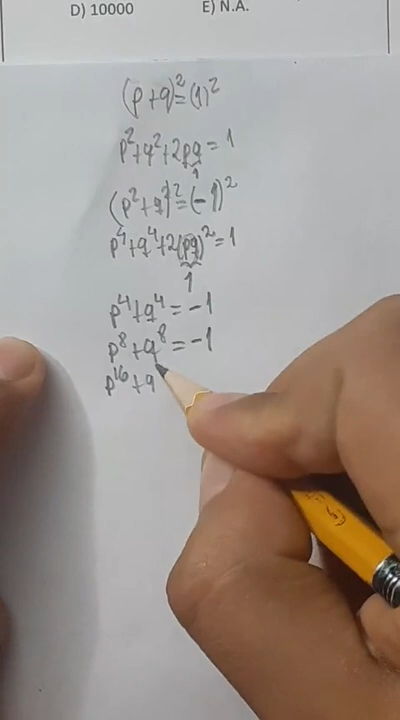 D) 10000 E) N.A.
(p+q)²=(1)²
p²+q²+2pq=1
1
(p²+q²)²=(-1)²
p⁴+q⁴+2(pq)²=1
1
p⁴+q⁴=-1
p⁸+q⁸=-1
p¹⁶+q